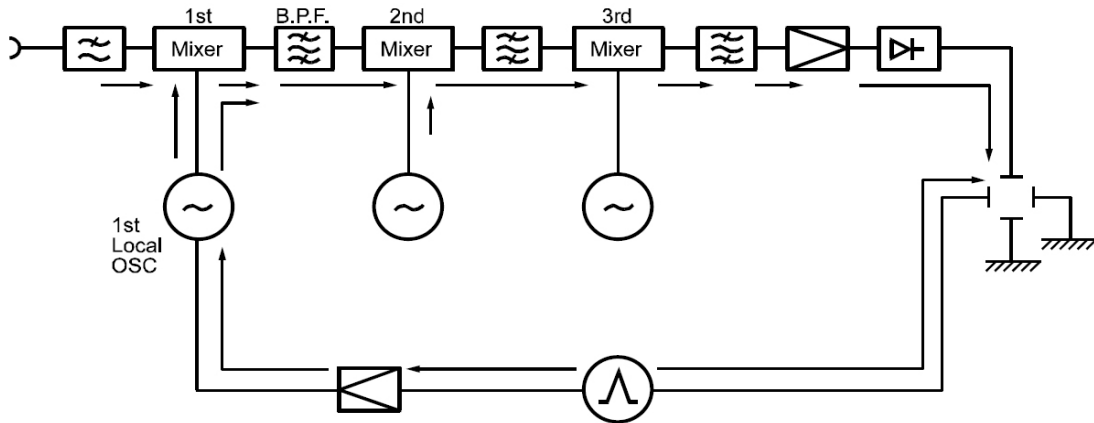 1st
B.P.F.
2nd
3rd
Mixer
Mixer
Mixer
1st
Local
OSC